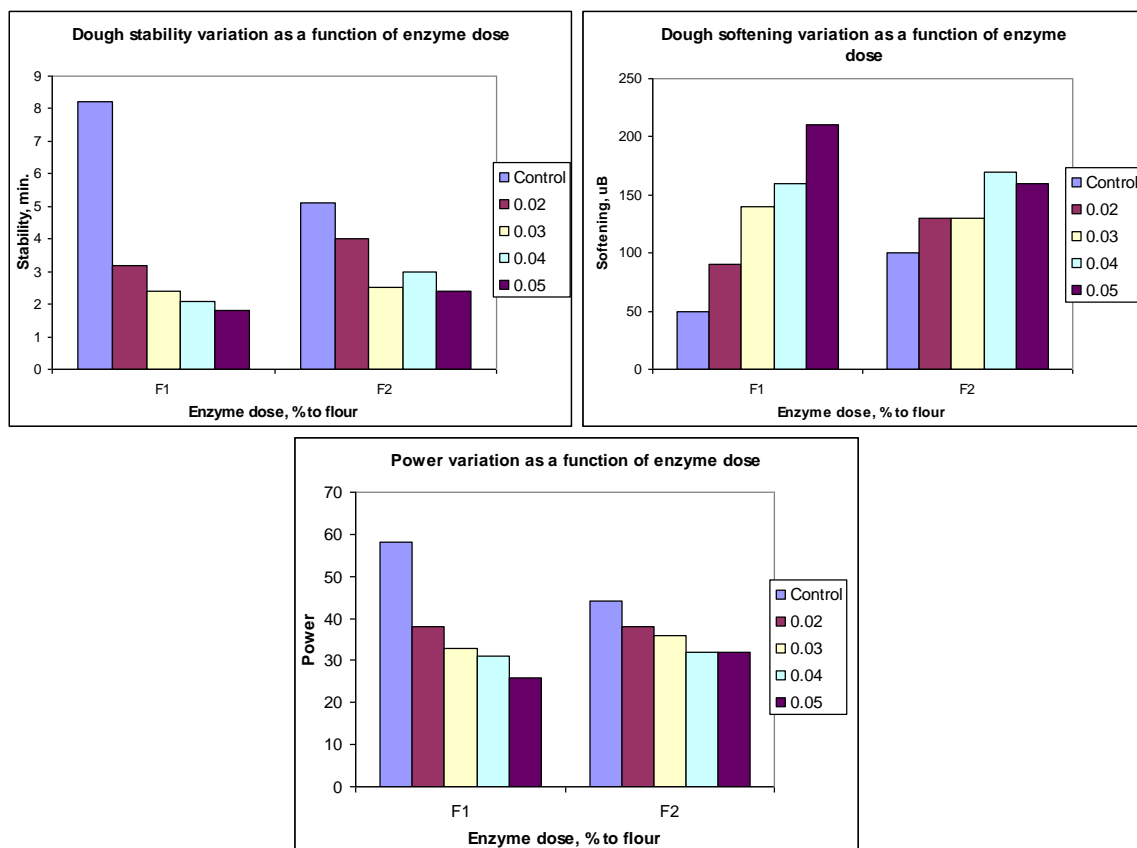 Dough stability variation as a function of enzyme dose
9
8
7
6
5
4
3
2
1
0
Stability, min.
F1 F2
Enzyme dose, % to flour
Control
0.02
0.03
0.04
0.05
Dough softening variation as a function of enzyme
dose
250
200
150
100
50
0
Softening, uB
F1 F2
Enzyme dose, % to flour
Control
0.02
0.03
0.04
0.05
Power variation as a function of enzyme dose
70
60
50
40
30
20
10
0
Power
F1 F2
Enzyme dose, % to flour
Control
0.02
0.03
0.04
0.05